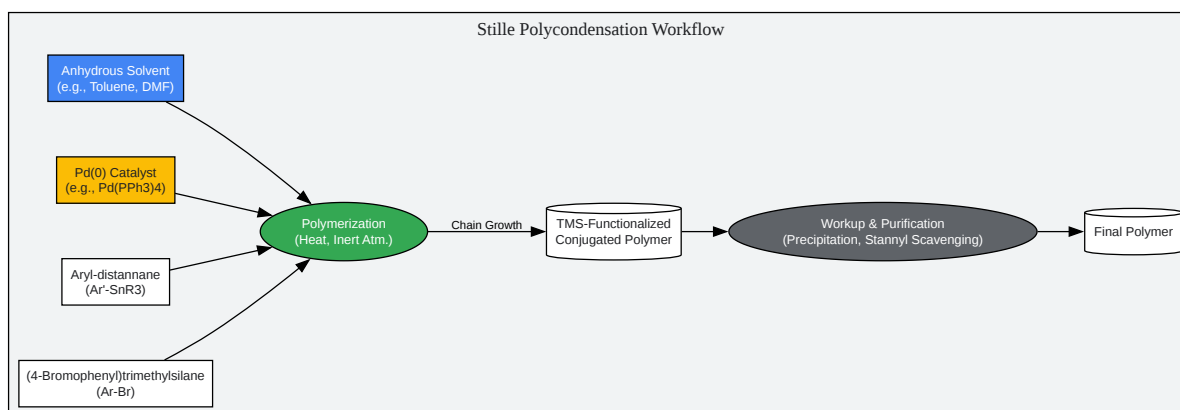 Stille Polycondensation Workflow
Anhydrous Solvent
(e.g., Toluene, DMF)
Pd(0) Catalyst
(e.g., Pd(PPh3)4)
Aryl-distannane
(Ar'-SnR3)
(4-Bromophenyl)trimethylsilane
(Ar-Br)
Polymerization
(Heat, Inert Atm.)
Chain Growth
TMS-Functionalized
Conjugated Polymer
Workup & Purification
(Precipitation, Stannyl Scavenging)
Final Polymer